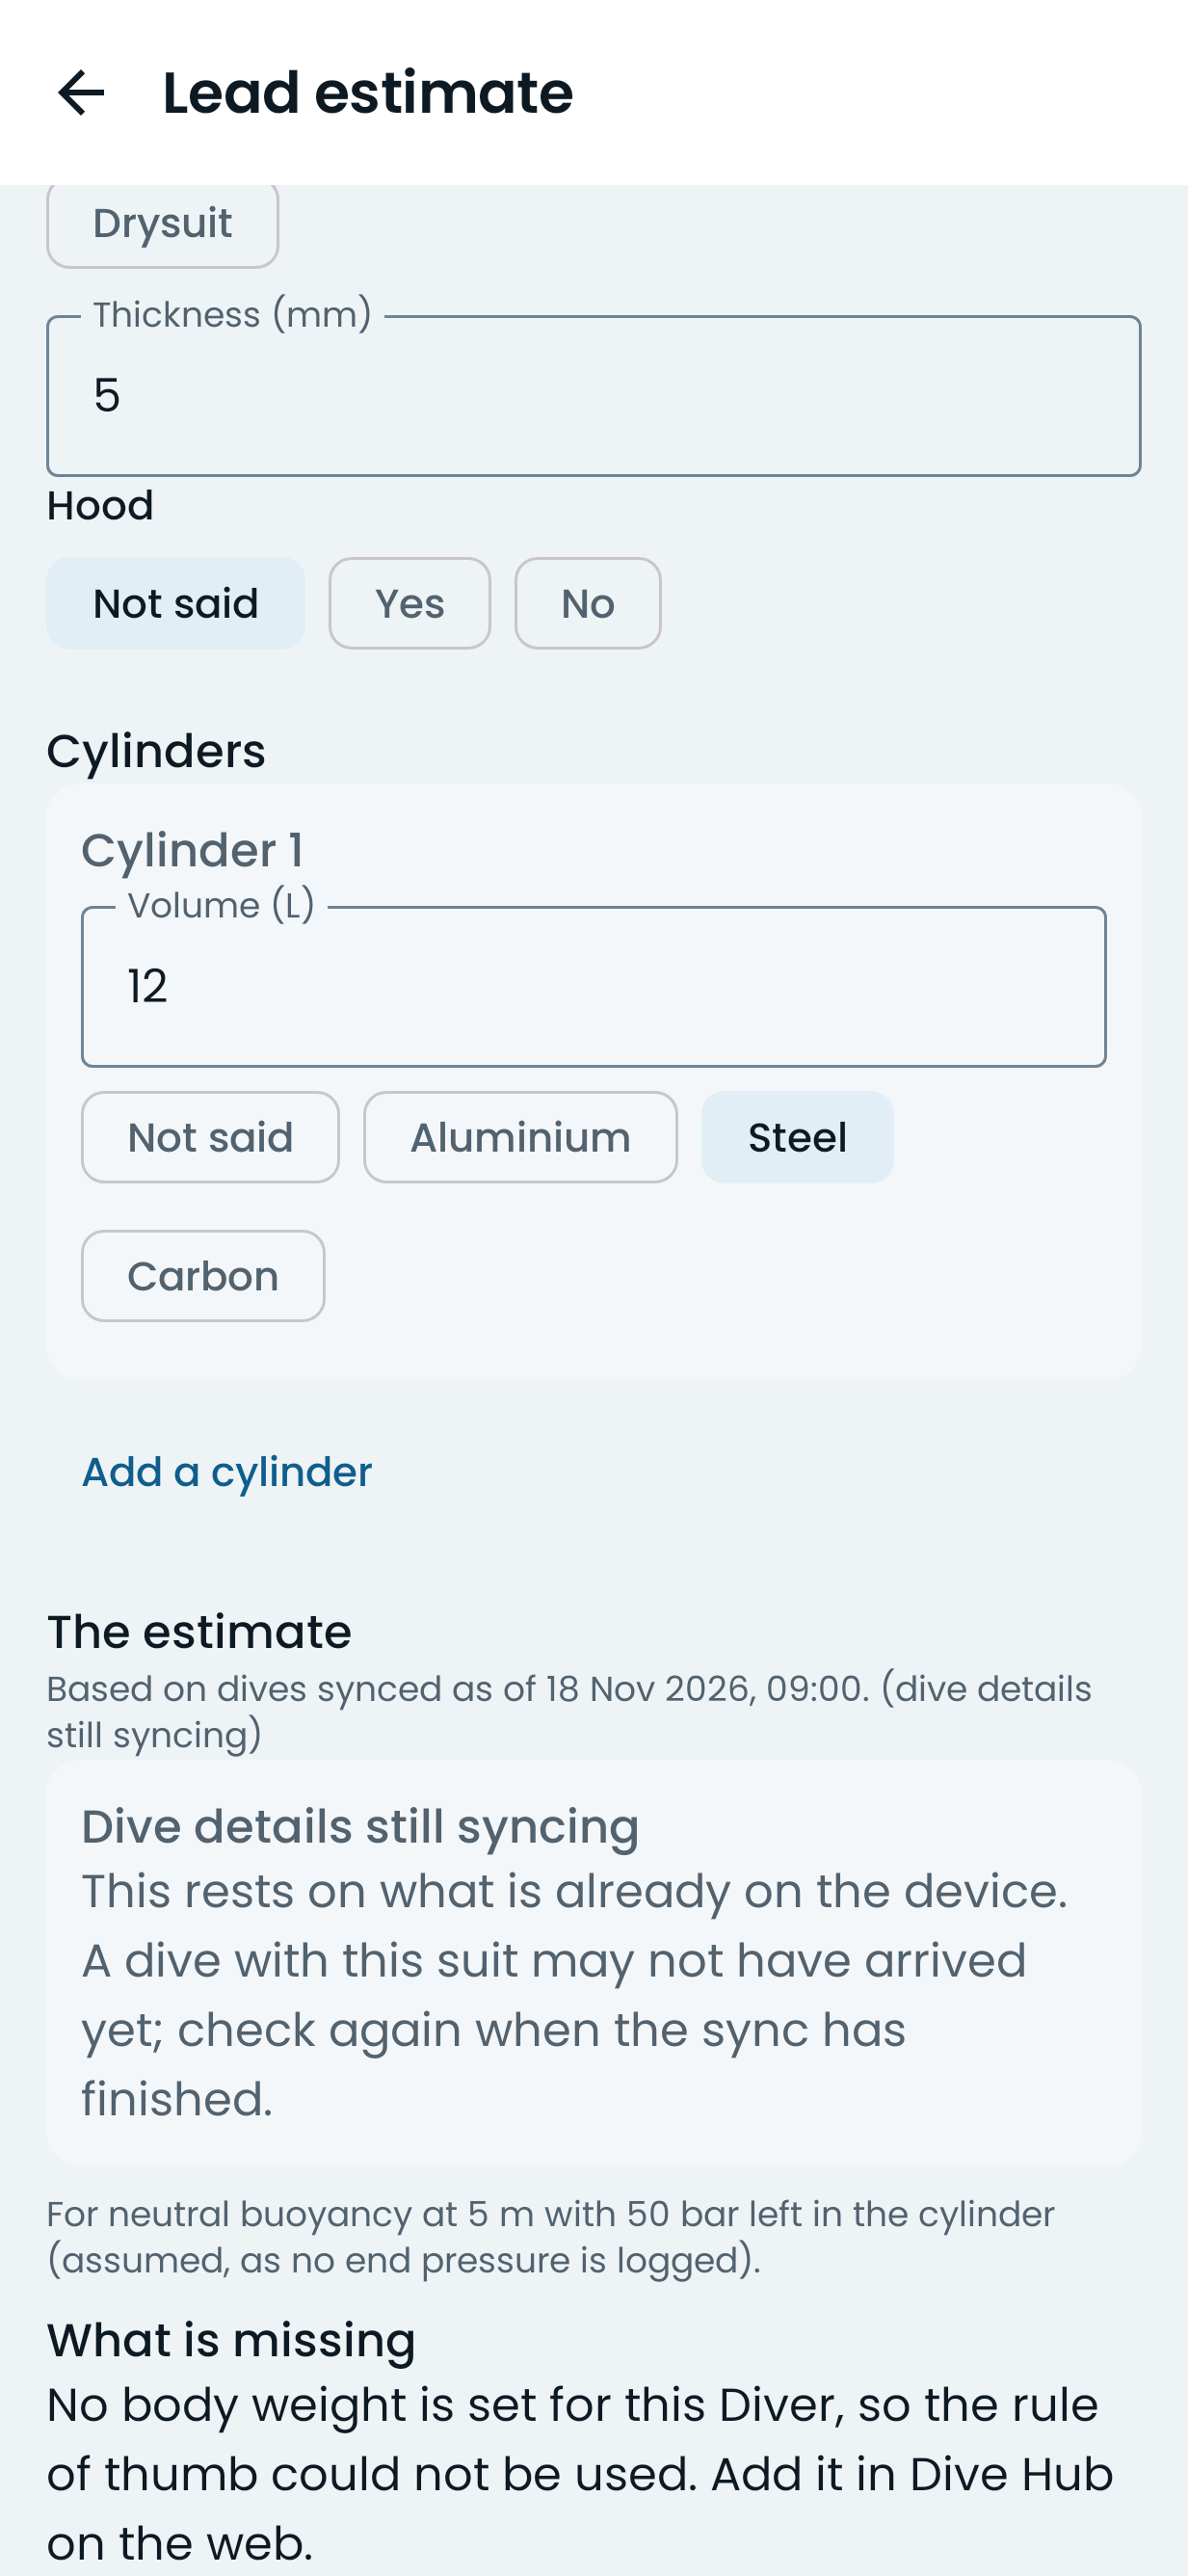 Lead estimate
Drysuit
Thickness (mm)
5
Hood
Not said
Yes
No
Cylinders
Cylinder 1
Volume (L)
12
Not said
Aluminium
Steel
Carbon
Add a cylinder
The estimate
Based on dives synced as of 18 Nov 2026, 09:00. (dive details
still syncing)
Dive details still syncing
This rests on what is already on the device.
A dive with this suit may not have arrived
yet; check again when the sync has
finished.
For neutral buoyancy at 5 m with 50 bar left in the cylinder
(assumed, as no end pressure is logged).
What is missing
No body weight is set for this Diver, so the rule
of thumb could not be used. Add it in Dive Hub
on the web.